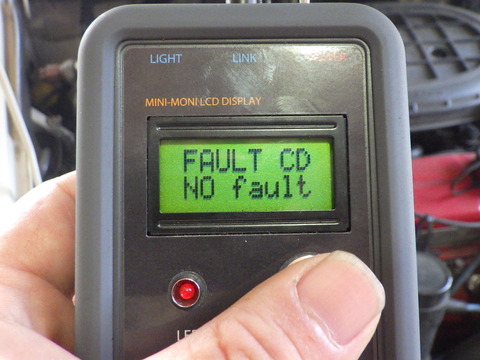 LIGHT LINK
MINI-MONI LCD DISPLAY
FAULT CD
NO fault